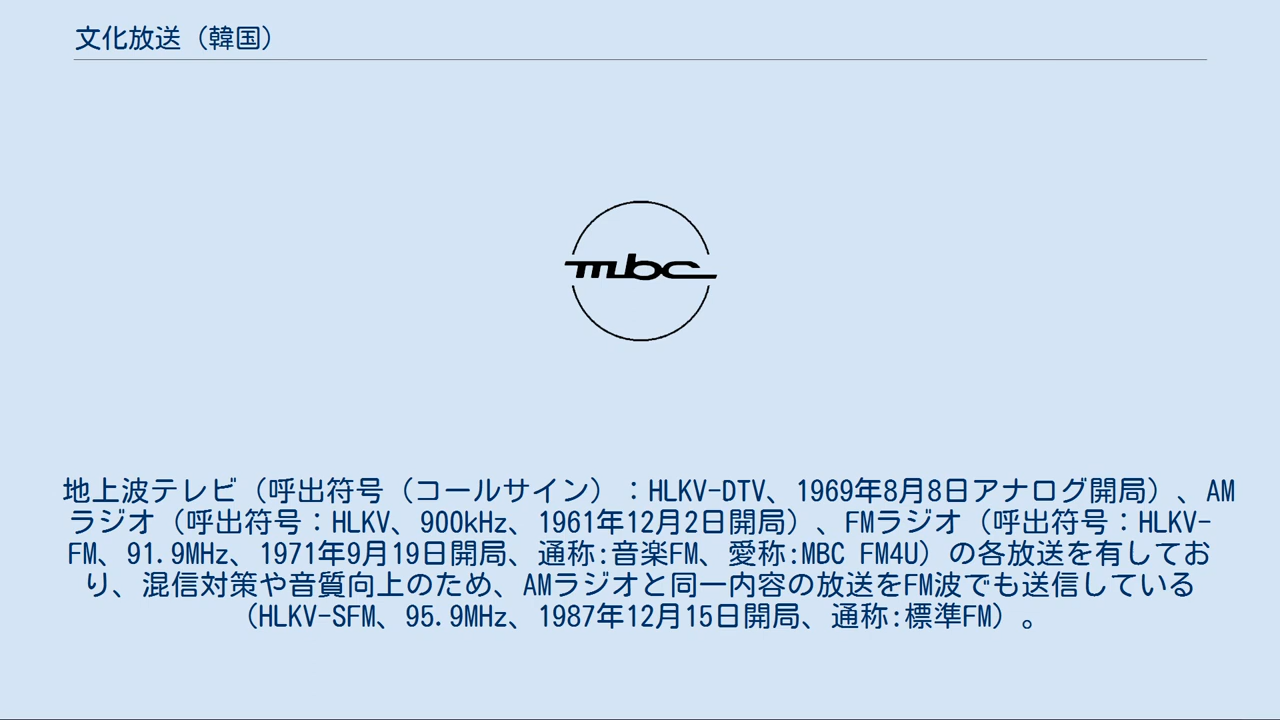 文化放送（韓国）
mbc
地上波テレビ（呼出符号（コールサイン）：HLKV-DTV、1969年8月8日アナログ開局）、AM
ラジオ（呼出符号：HLKV、900kHz、1961年12月2日開局）、FMラジオ（呼出符号：HLKV-
FM、91.9MHz、1971年9月19日開局、通称:音楽FM、愛称:MBC FM4U）の各放送を有してお
り、混信対策や音質向上のため、AMラジオと同一内容の放送をFM波でも送信している
（HLKV-SFM、95.9MHz、1987年12月15日開局、通称:標準FM）。